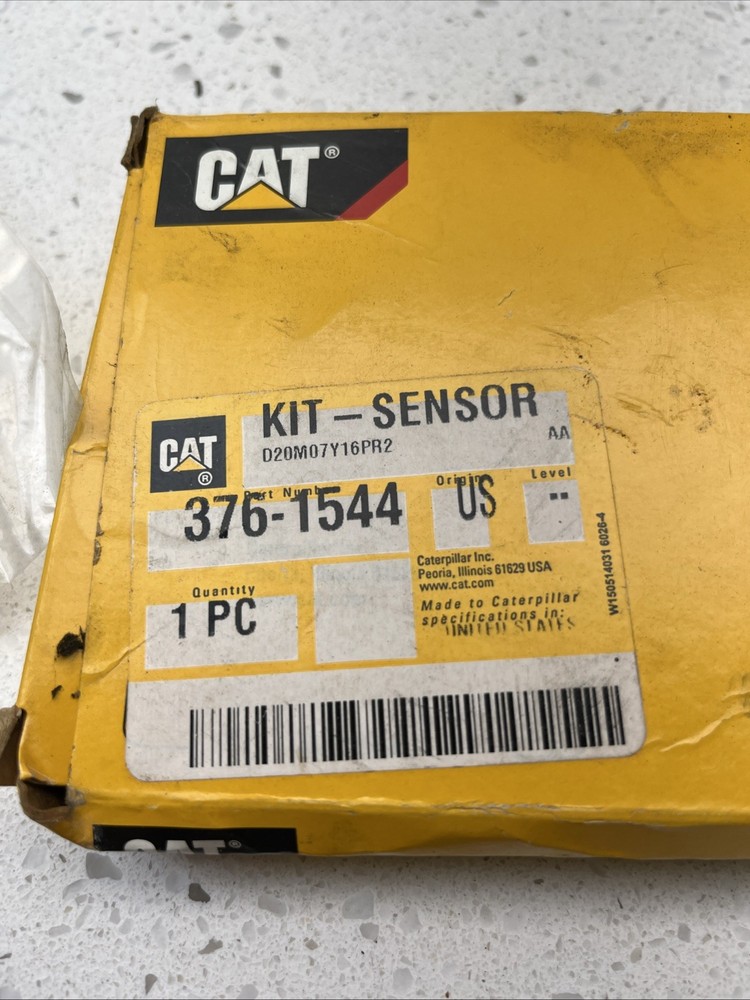 CAT®
KIT-SENSOR
D20M07Y16PR2 AA
CAT®
Part Number
376-1544
Origin
US
Level
--
Quantity
1 PC
Caterpillar Inc.
Peoria, Illinois 61629 USA
www.cat.com
Made to Caterpillar
specifications in:
UNITED STATES
W150514031 6026-4
CAT®